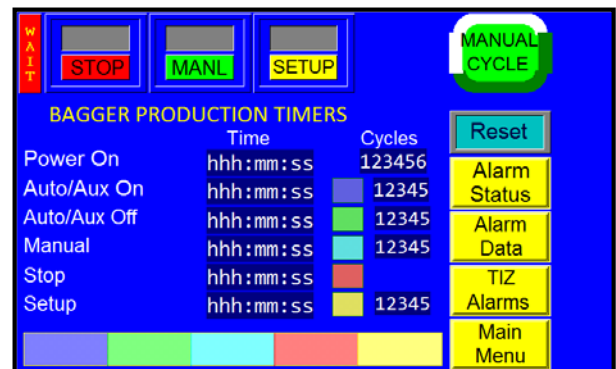 WAIT
STOP MANL SETUP
MANUAL
CYCLE
BAGGER PRODUCTION TIMERS
Time Cycles
Power On hhh:mm:ss 123456
Auto/Aux On hhh:mm:ss 12345
Auto/Aux Off hhh:mm:ss 12345
Manual hhh:mm:ss 12345
Stop hhh:mm:ss
Setup hhh:mm:ss 12345
Reset
Alarm
Status
Alarm
Data
TIZ
Alarms
Main
Menu